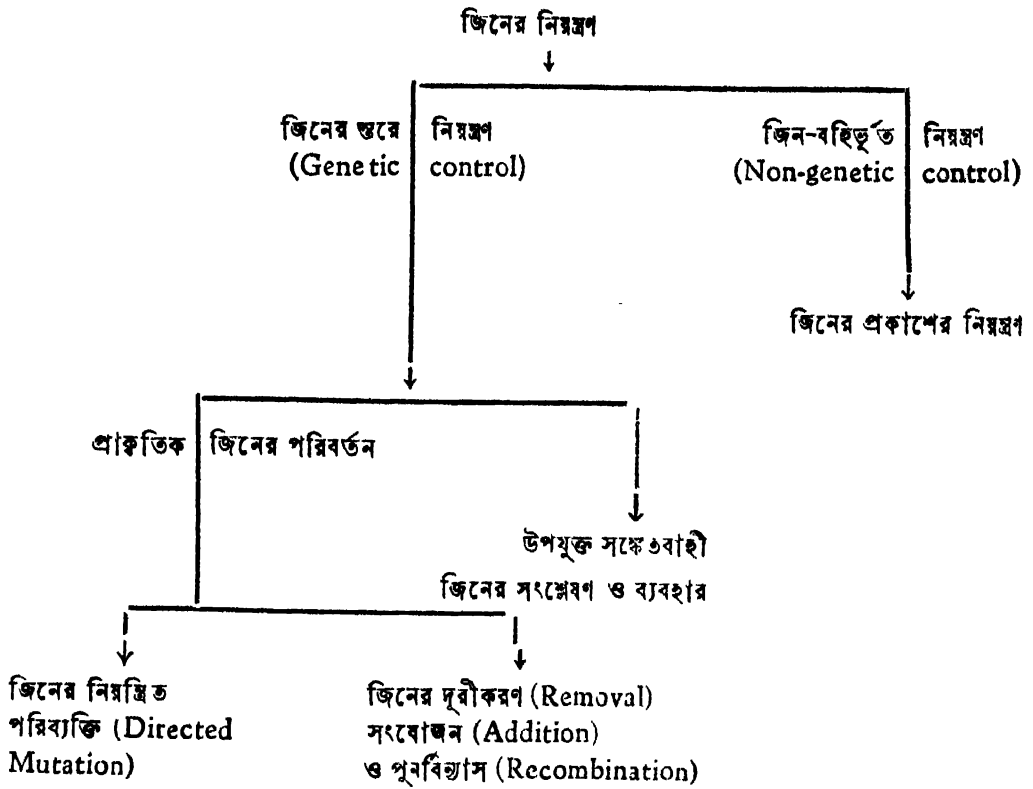 জিনের নিয়ন্ত্রণ
জিনের স্তরে নিয়ন্ত্রণ
(Genetic control)
জিন-বহির্ভূত নিয়ন্ত্রণ
(Non-genetic control)
জিনের প্রকাশের নিয়ন্ত্রণ
প্রাকৃতিক জিনের পরিবর্তন
উপযুক্ত সঙ্কেতবাহী
জিনের সংশ্লেষণ ও ব্যবহার
জিনের নিয়ন্ত্রিত
পরিব্যক্তি (Directed
Mutation)
জিনের দূরীকরণ (Removal)
সংযোজন (Addition)
ও পুনর্বিন্যাস (Recombination)